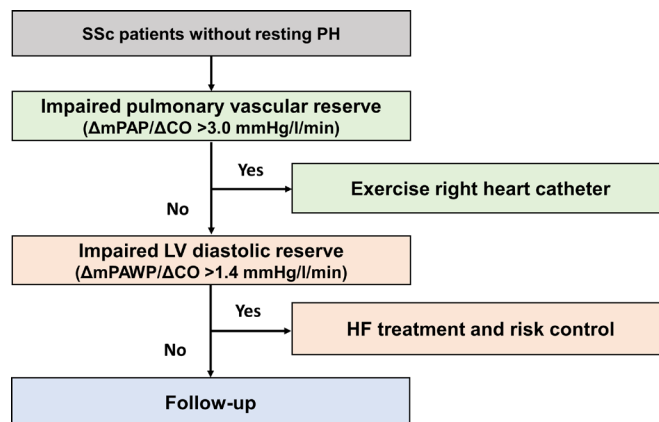 SSc patients without resting PH
Impaired pulmonary vascular reserve
(ΔmPAP/ΔCO >3.0 mmHg/l/min)
Yes
Exercise right heart catheter
No
Impaired LV diastolic reserve
(ΔmPAWP/ΔCO >1.4 mmHg/l/min)
Yes
HF treatment and risk control
No
Follow-up